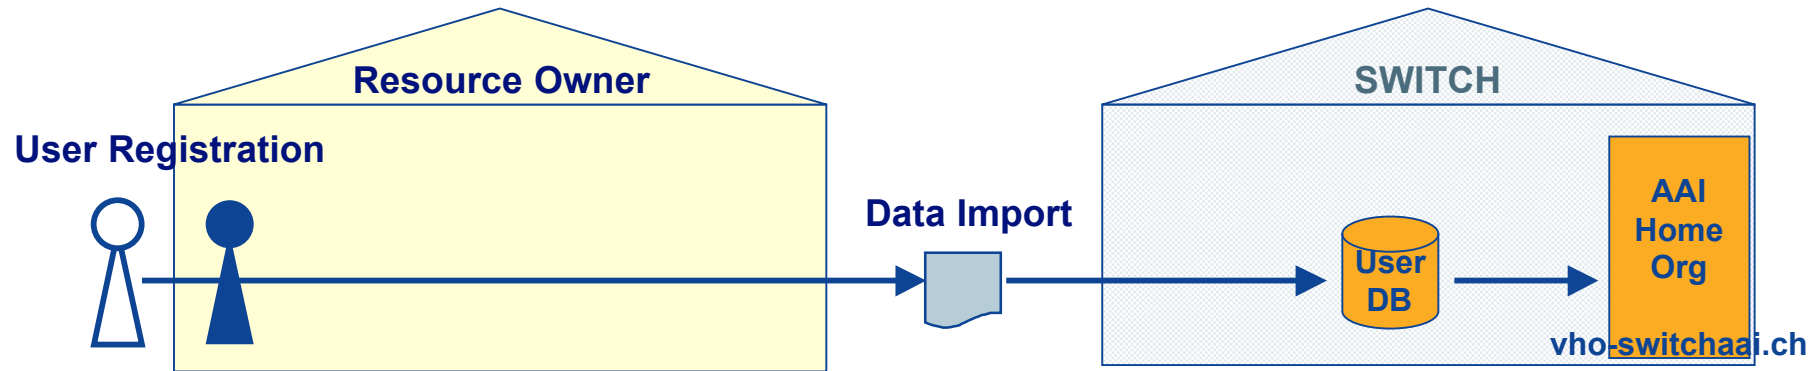 Resource Owner
SWITCH
User Registration
Data Import
User
DB
AAI
Home
Org
vho-switchaai.ch